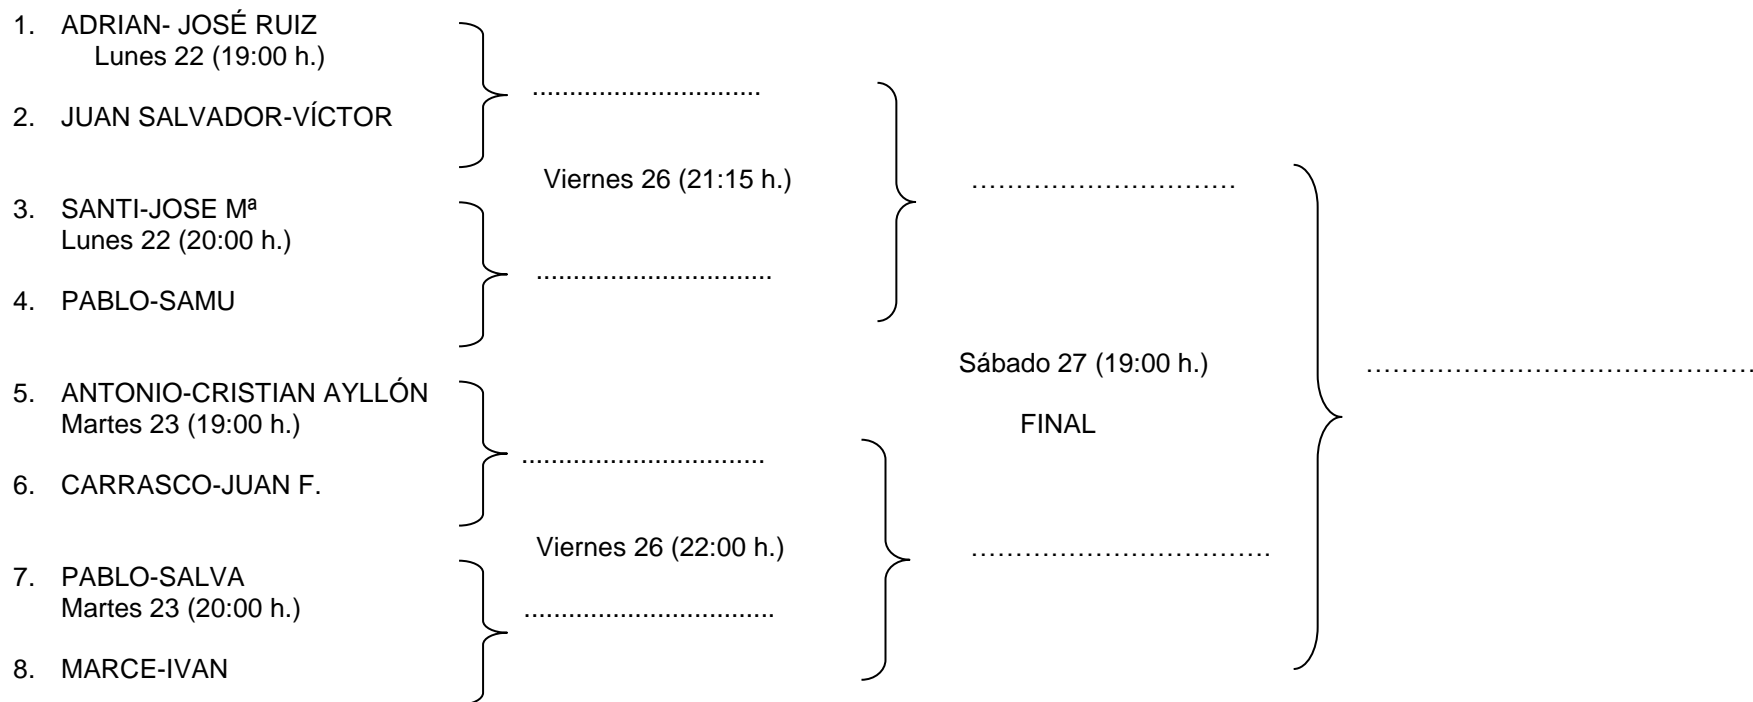 1. ADRIAN- JOSÉ RUIZ
Lunes 22 (19:00 h.)
...............................
2. JUAN SALVADOR-VÍCTOR
Viernes 26 (21:15 h.)
…………………………
3. SANTI-JOSE Mª
Lunes 22 (20:00 h.)
................................
4. PABLO-SAMU
Sábado 27 (19:00 h.)
……………………………………
5. ANTONIO-CRISTIAN AYLLÓN
Martes 23 (19:00 h.)
FINAL
.................................
6. CARRASCO-JUAN F.
Viernes 26 (22:00 h.)
…………………………….
7. PABLO-SALVA
Martes 23 (20:00 h.)
..................................
8. MARCE-IVAN